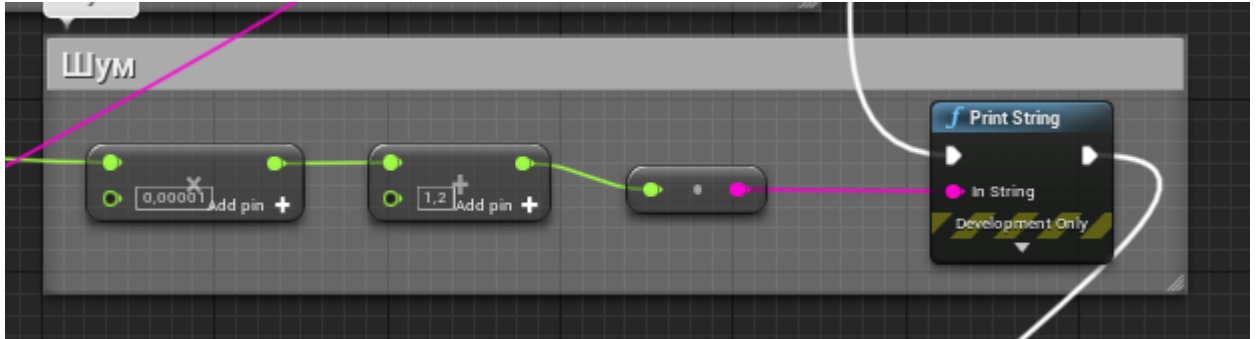 Шум
Print String
0,00001
Add pin
1,2
Add pin
In String
Development Only